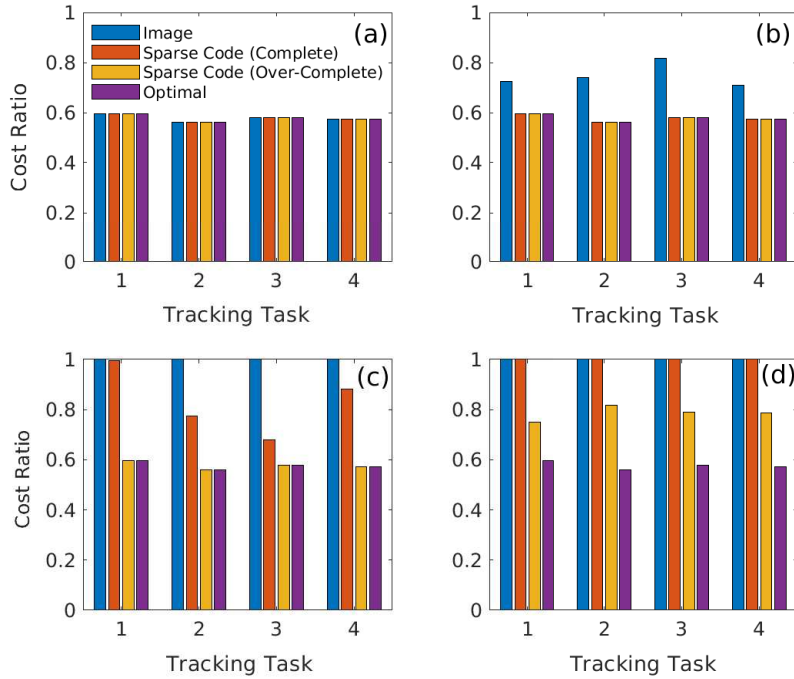 (a)
Image
Sparse Code (Complete)
Sparse Code (Over-Complete)
Optimal
Cost Ratio
1
0.8
0.6
0.4
0.2
0
1 2 3 4
Tracking Task
(b)
1
0.8
0.6
0.4
0.2
0
1 2 3 4
Tracking Task
(c)
Cost Ratio
1
0.8
0.6
0.4
0.2
0
1 2 3 4
Tracking Task
(d)
1
0.8
0.6
0.4
0.2
0
1 2 3 4
Tracking Task